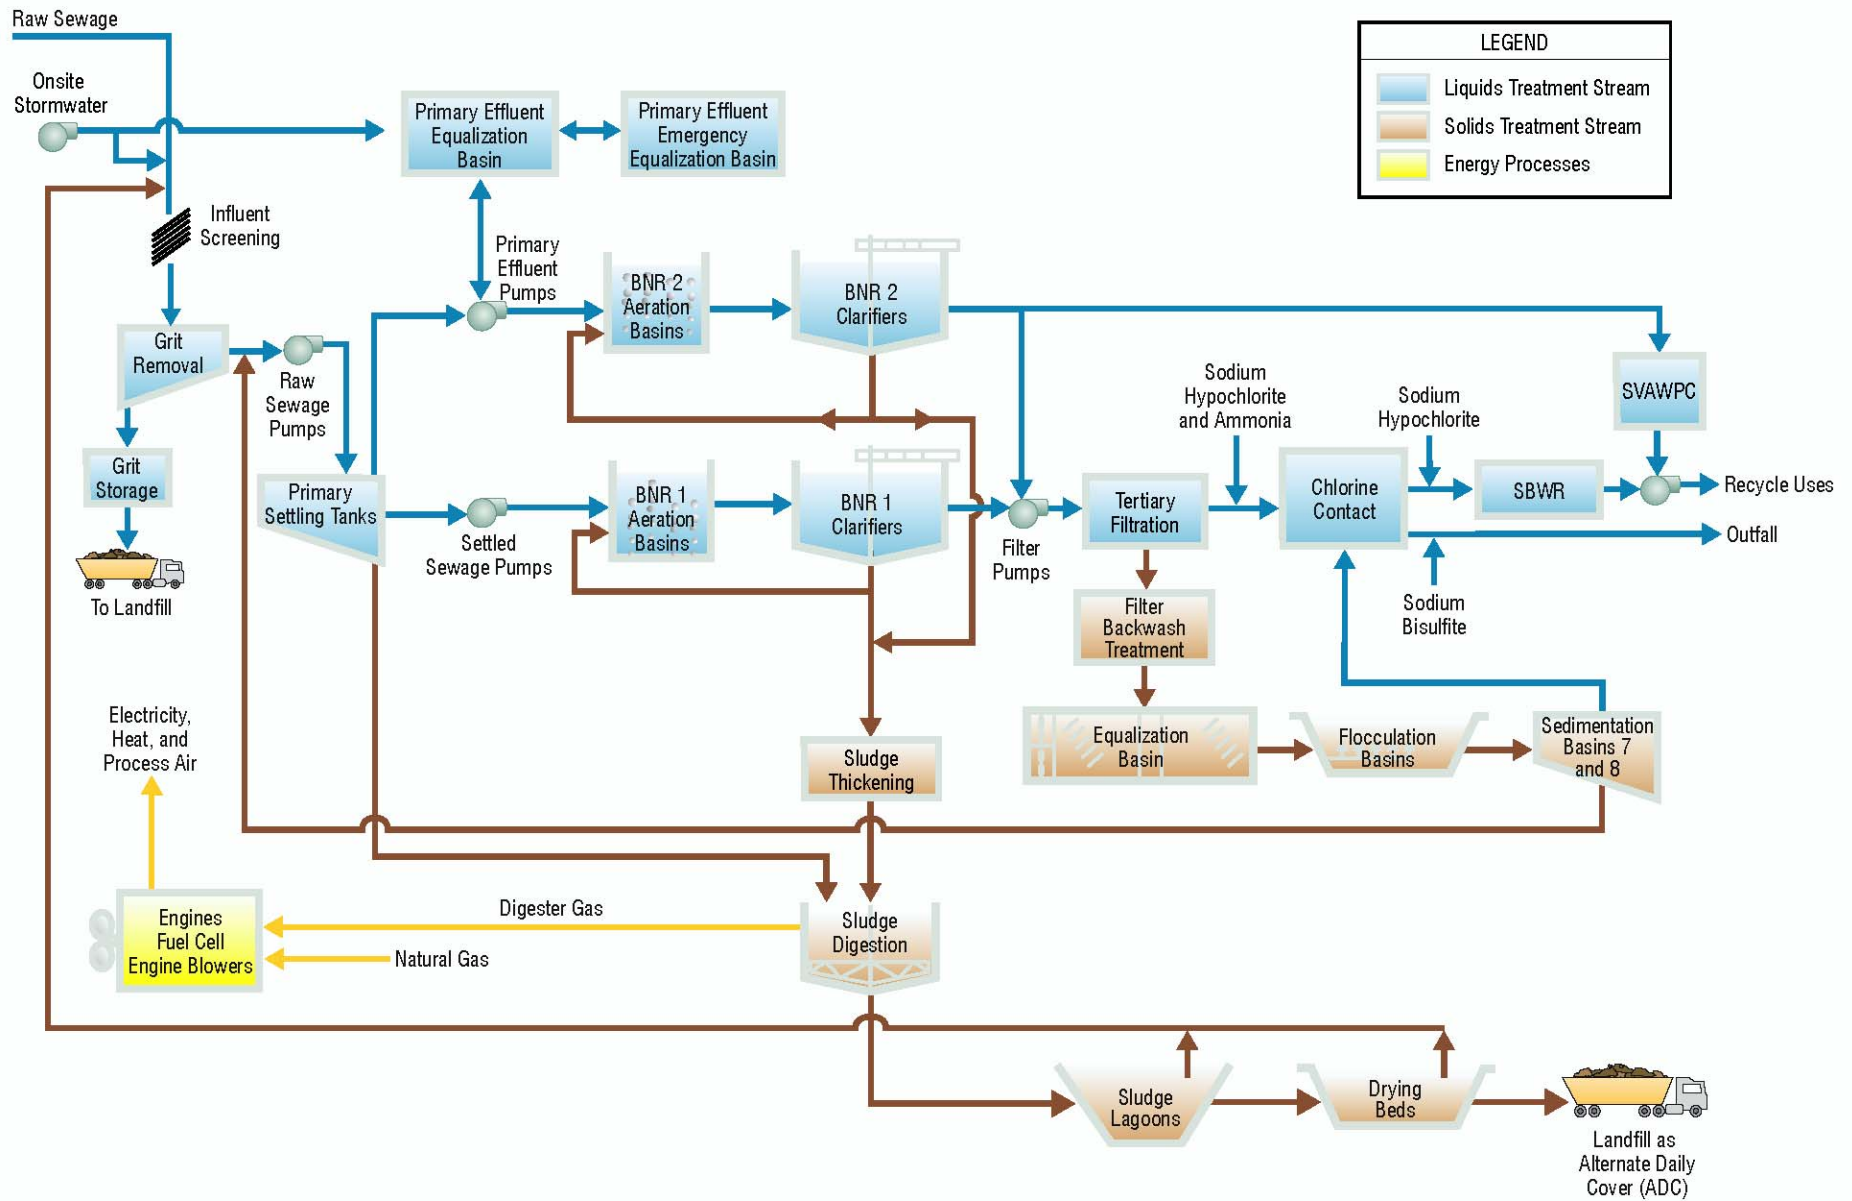 Raw Sewage
Onsite
Stormwater
Primary Effluent
Equalization
Basin
Primary Effluent
Emergency
Equalization Basin
LEGEND
Liquids Treatment Stream
Solids Treatment Stream
Energy Processes
Influent
Screening
Primary
Effluent
Pumps
BNR 2
Aeration
Basins
BNR 2
Clarifiers
Grit
Removal
Raw
Sewage
Pumps
SVAWPC
Sodium
Hypochlorite
and Ammonia
Sodium
Hypochlorite
Grit
Storage
Primary
Settling Tanks
Settled
Sewage Pumps
BNR 1
Aeration
Basins
BNR 1
Clarifiers
Filter
Pumps
Tertiary
Filtration
Chlorine
Contact
SBWR
Recycle Uses
Outfall
Sodium
Bisulfite
To Landfill
Filter
Backwash
Treatment
Electricity,
Heat, and
Process Air
Sludge
Thickening
Equalization
Basin
Flocculation
Basins
Sedimentation
Basins 7
and 8
Engines
Fuel Cell
Engine Blowers
Digester Gas
Natural Gas
Sludge
Digestion
Sludge
Lagoons
Drying
Beds
Landfill as
Alternate Daily
Cover (ADC)